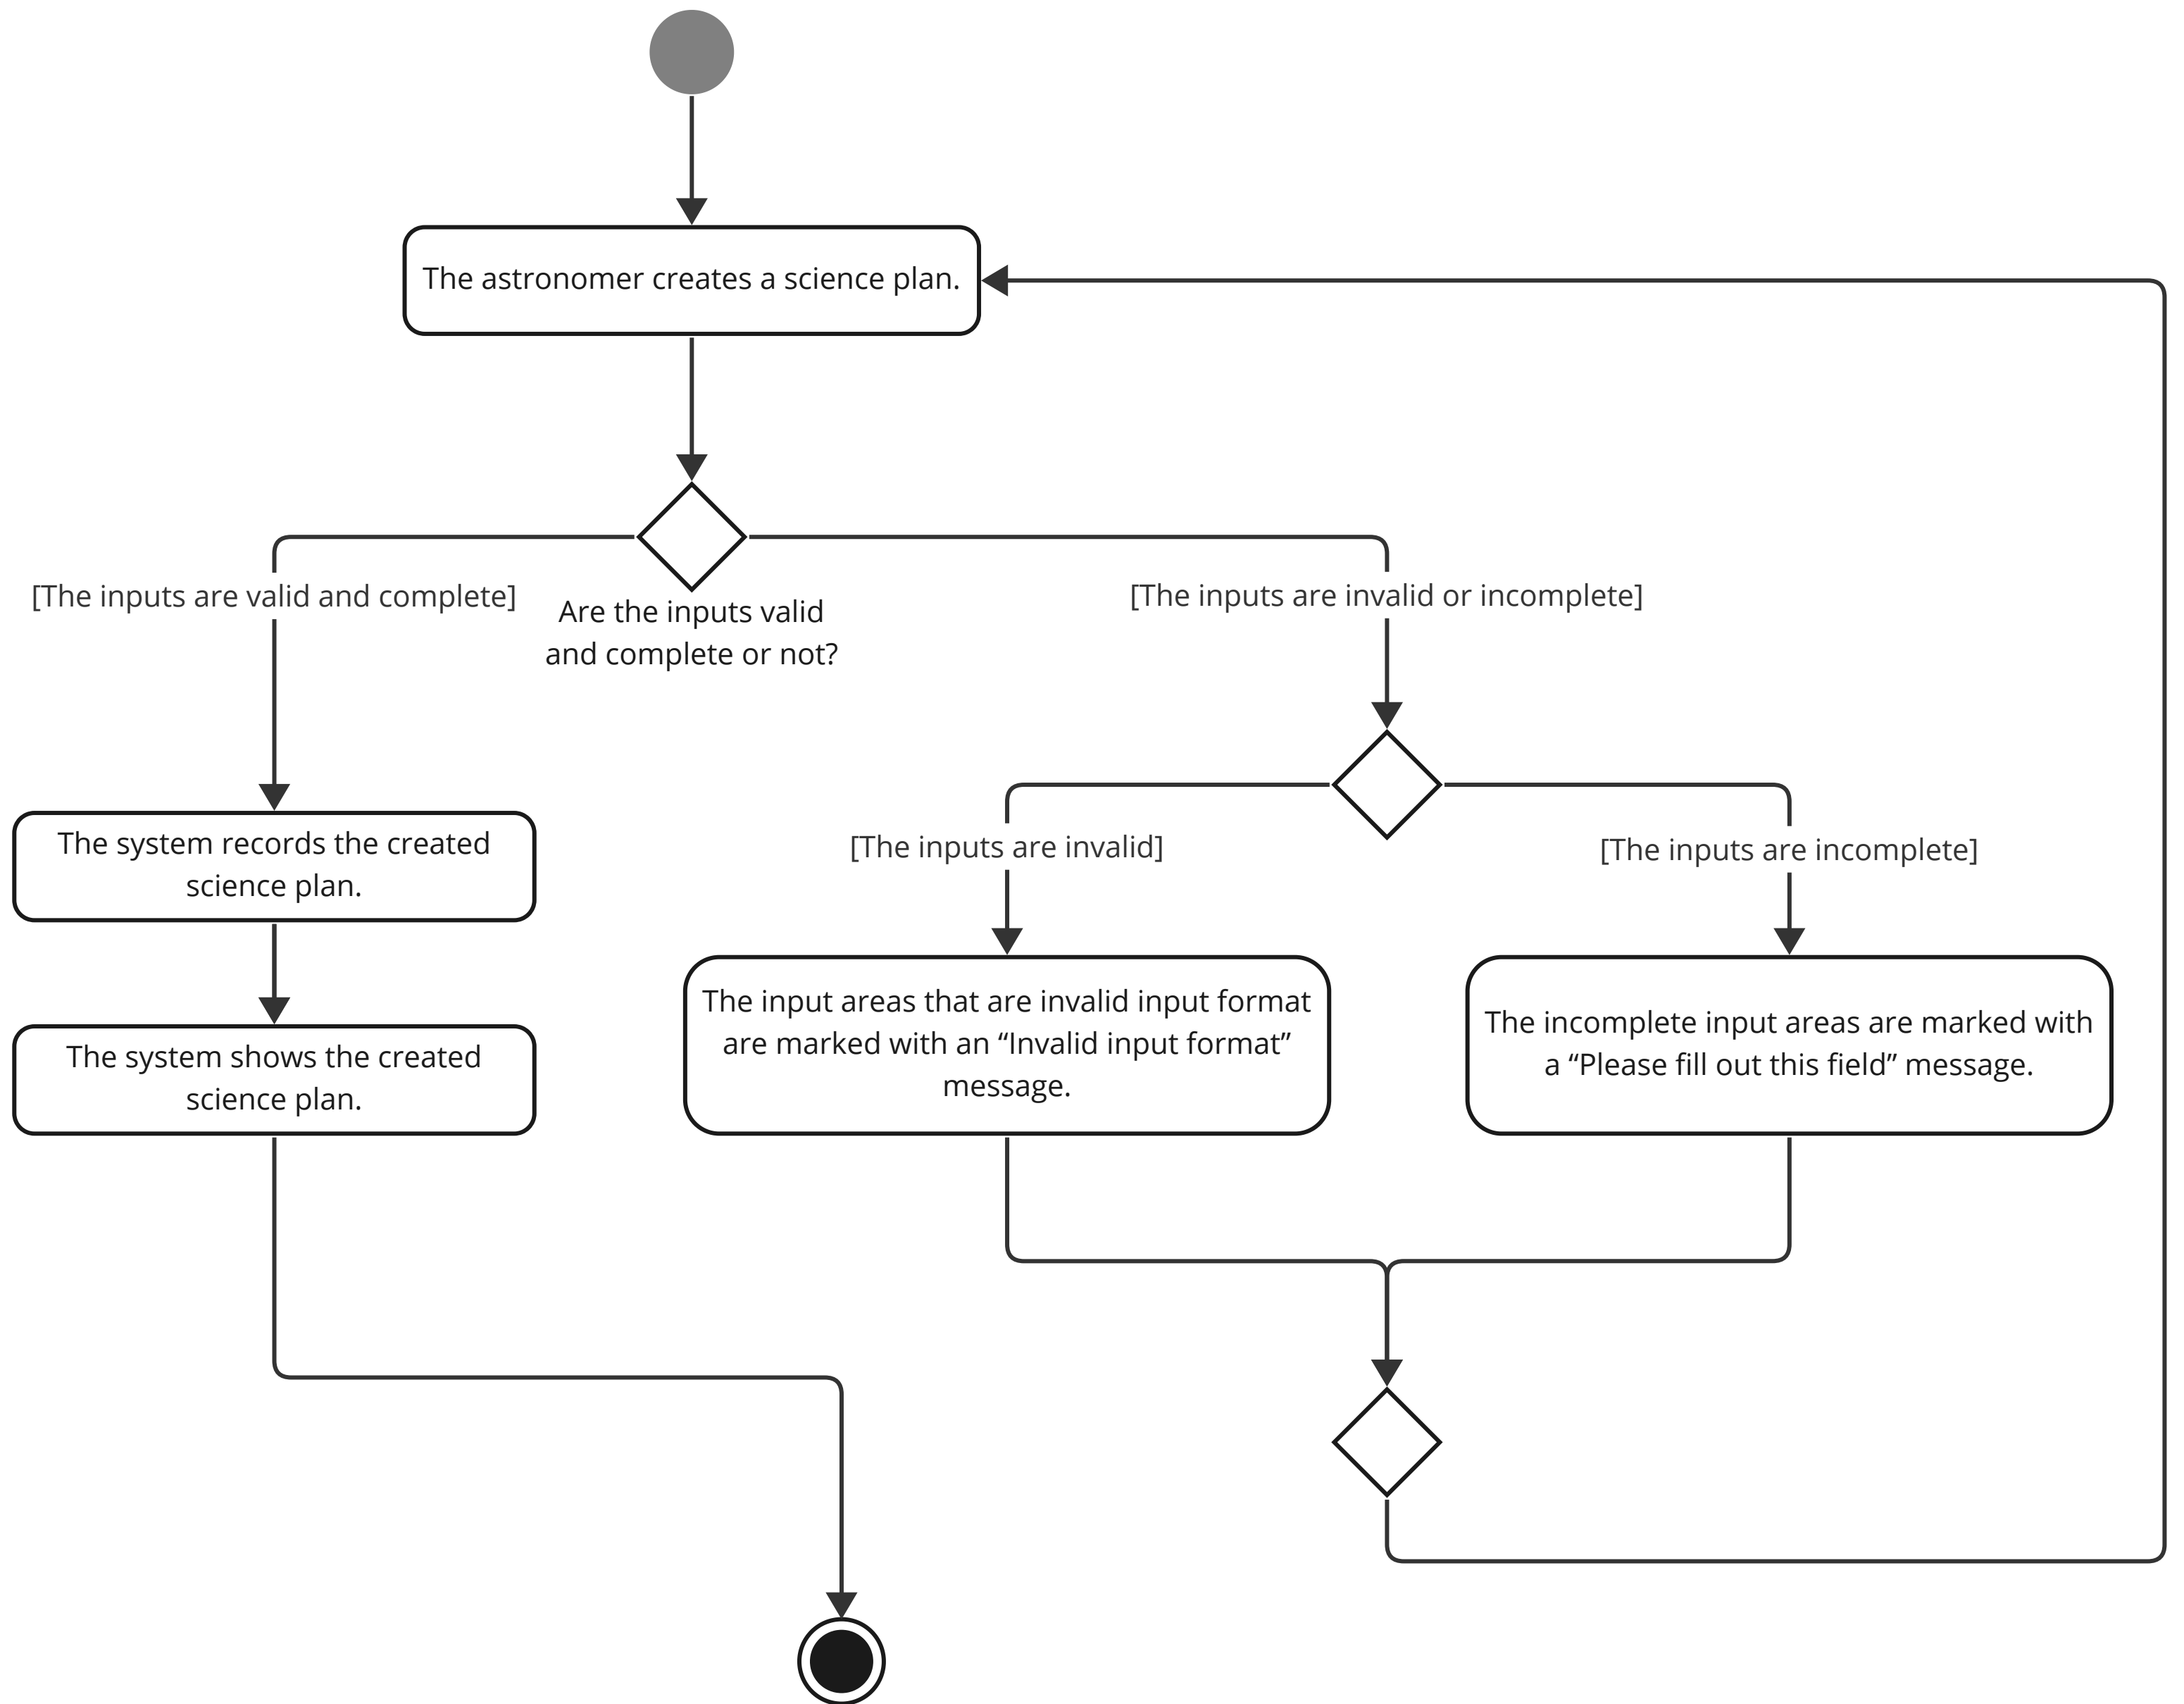 The astronomer creates a science plan.
[The inputs are valid and complete]
Are the inputs valid
and complete or not?
[The inputs are invalid or incomplete]
[The inputs are invalid]
[The inputs are incomplete]
The system records the created
science plan.
The system shows the created
science plan.
The input areas that are invalid input format
are marked with an “Invalid input format”
message.
The incomplete input areas are marked with
a “Please fill out this field” message.